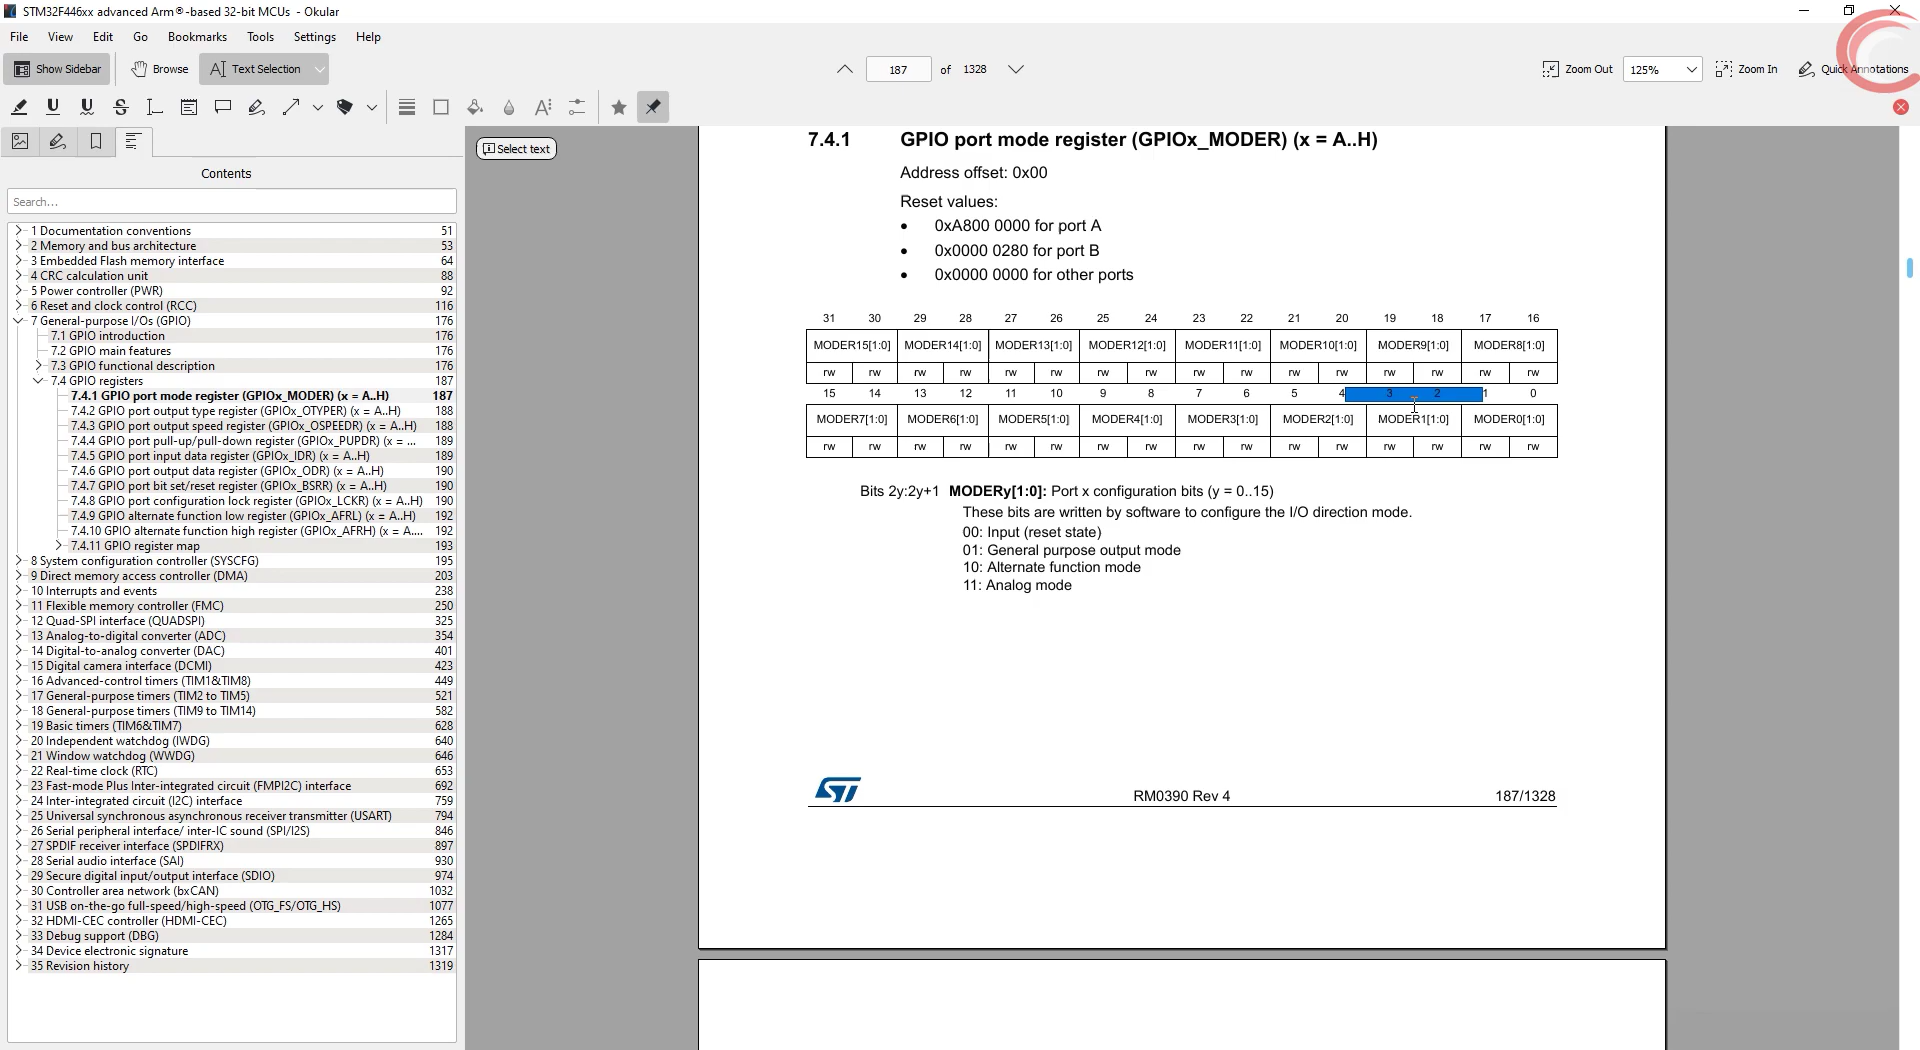 STM32F446xx advanced Arm®-based 32-bit MCUs - Okular
File View Edit Go Bookmarks Tools Settings Help
Show Sidebar Browse Text Selection 187 of 1328 Zoom Out 125% Zoom In Quick Annotations
Select text
Contents
Search...
1 Documentation conventions 51
2 Memory and bus architecture 53
3 Embedded Flash memory interface 64
4 CRC calculation unit 88
5 Power controller (PWR) 92
6 Reset and clock control (RCC) 116
7 General-purpose I/Os (GPIO) 176
7.1 GPIO introduction 176
7.2 GPIO main features 176
7.3 GPIO functional description 176
7.4 GPIO registers 187
7.4.1 GPIO port mode register (GPIOx_MODER) (x = A..H) 187
7.4.2 GPIO port output type register (GPIOx_OTYPER) (x = A..H) 188
7.4.3 GPIO port output speed register (GPIOx_OSPEEDR) (x = A..H) 188
7.4.4 GPIO port pull-up/pull-down register (GPIOx_PUPDR) (x = ... 189
7.4.5 GPIO port input data register (GPIOx_IDR) (x = A..H) 189
7.4.6 GPIO port output data register (GPIOx_ODR) (x = A..H) 190
7.4.7 GPIO port bit set/reset register (GPIOx_BSRR) (x = A..H) 190
7.4.8 GPIO port configuration lock register (GPIOx_LCKR) (x = A..H) 190
7.4.9 GPIO alternate function low register (GPIOx_AFRL) (x = A..H) 192
7.4.10 GPIO alternate function high register (GPIOx_AFRH) (x = A.... 192
7.4.11 GPIO register map 193
8 System configuration controller (SYSCFG) 195
9 Direct memory access controller (DMA) 203
10 Interrupts and events 238
11 Flexible memory controller (FMC) 250
12 Quad-SPI interface (QUADSPI) 325
13 Analog-to-digital converter (ADC) 354
14 Digital-to-analog converter (DAC) 401
15 Digital camera interface (DCMI) 423
16 Advanced-control timers (TIM1&TIM8) 449
17 General-purpose timers (TIM2 to TIM5) 521
18 General-purpose timers (TIM9 to TIM14) 582
19 Basic timers (TIM6&TIM7) 628
20 Independent watchdog (IWDG) 640
21 Window watchdog (WWDG) 646
22 Real-time clock (RTC) 653
23 Fast-mode Plus Inter-integrated circuit (FMPI2C) interface 692
24 Inter-integrated circuit (I2C) interface 759
25 Universal synchronous asynchronous receiver transmitter (USART) 794
26 Serial peripheral interface/ inter-IC sound (SPI/I2S) 846
27 SPDIF receiver interface (SPDIFRX) 897
28 Serial audio interface (SAI) 930
29 Secure digital input/output interface (SDIO) 974
30 Controller area network (bxCAN) 1032
31 USB on-the-go full-speed/high-speed (OTG_FS/OTG_HS) 1077
32 HDMI-CEC controller (HDMI-CEC) 1265
33 Debug support (DBG) 1284
34 Device electronic signature 1317
35 Revision history 1319
7.4.1 GPIO port mode register (GPIOx_MODER) (x = A..H)
Address offset: 0x00
Reset values:
• 0xA800 0000 for port A
• 0x0000 0280 for port B
• 0x0000 0000 for other ports
31 30 29 28 27 26 25 24 23 22 21 20 19 18 17 16
MODER15[1:0] MODER14[1:0] MODER13[1:0] MODER12[1:0] MODER11[1:0] MODER10[1:0] MODER9[1:0] MODER8[1:0]
rw rw rw rw rw rw rw rw rw rw rw rw rw rw rw rw
15 14 13 12 11 10 9 8 7 6 5 4 3 2 1 0
MODER7[1:0] MODER6[1:0] MODER5[1:0] MODER4[1:0] MODER3[1:0] MODER2[1:0] MODER1[1:0] MODER0[1:0]
rw rw rw rw rw rw rw rw rw rw rw rw rw rw rw rw
Bits 2y:2y+1 MODERy[1:0]: Port x configuration bits (y = 0..15)
These bits are written by software to configure the I/O direction mode.
00: Input (reset state)
01: General purpose output mode
10: Alternate function mode
11: Analog mode
ST RM0390 Rev 4 187/1328